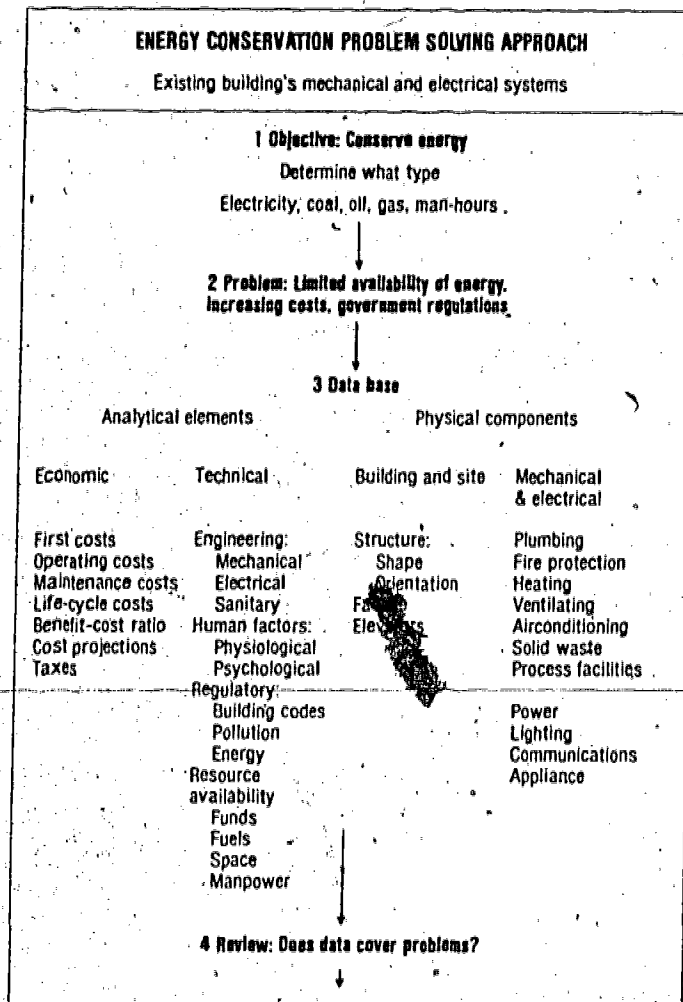 ENERGY CONSERVATION PROBLEM SOLVING APPROACH
Existing building's mechanical and electrical systems
1 Objective: Conserve energy
Determine what type
Electricity, coal, oil, gas, man-hours
2 Problem: Limited availability of energy,
increasing costs, government regulations
3 Data base
Analytical elements
Physical components
Economic
First costs
Operating costs
Maintenance costs
Life-cycle costs
Benefit-cost ratio
Cost projections
Taxes
Technical
Engineering:
Mechanical
Electrical
Sanitary
Human factors:
Physiological
Psychological
Regulatory:
Building codes
Pollution
Energy
Resource
availability
Funds
Fuels
Space
Manpower
Building and site
Structure:
Shape
Orientation
Mechanical
& electrical
Plumbing
Fire protection
Heating
Ventilating
Airconditioning
Solid waste
Process facilities
Power
Lighting
Communications
Appliance
4 Review: Does data cover problems?